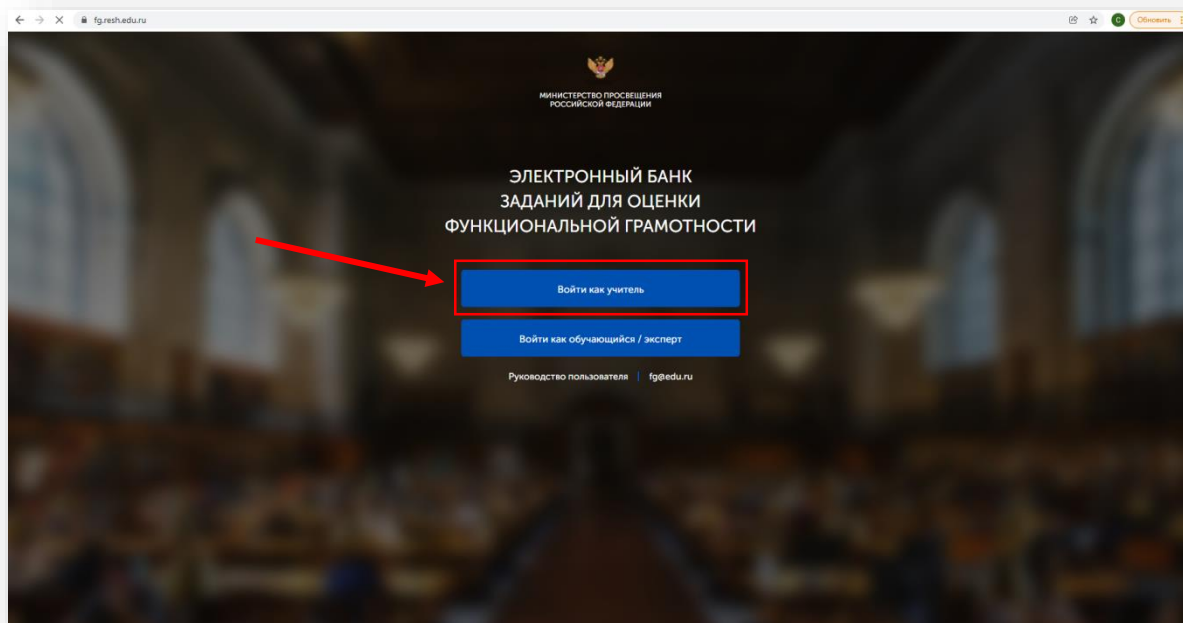 fg.resh.edu.ru
С
Обновить
МИНИСТЕРСТВО ПРОСВЕЩЕНИЯ
РОССИЙСКОЙ ФЕДЕРАЦИИ
ЭЛЕКТРОННЫЙ БАНК
ЗАДАНИЙ ДЛЯ ОЦЕНКИ
ФУНКЦИОНАЛЬНОЙ ГРАМОТНОСТИ
Войти как учитель
Войти как обучающийся / эксперт
Руководство пользователя | fg@edu.ru